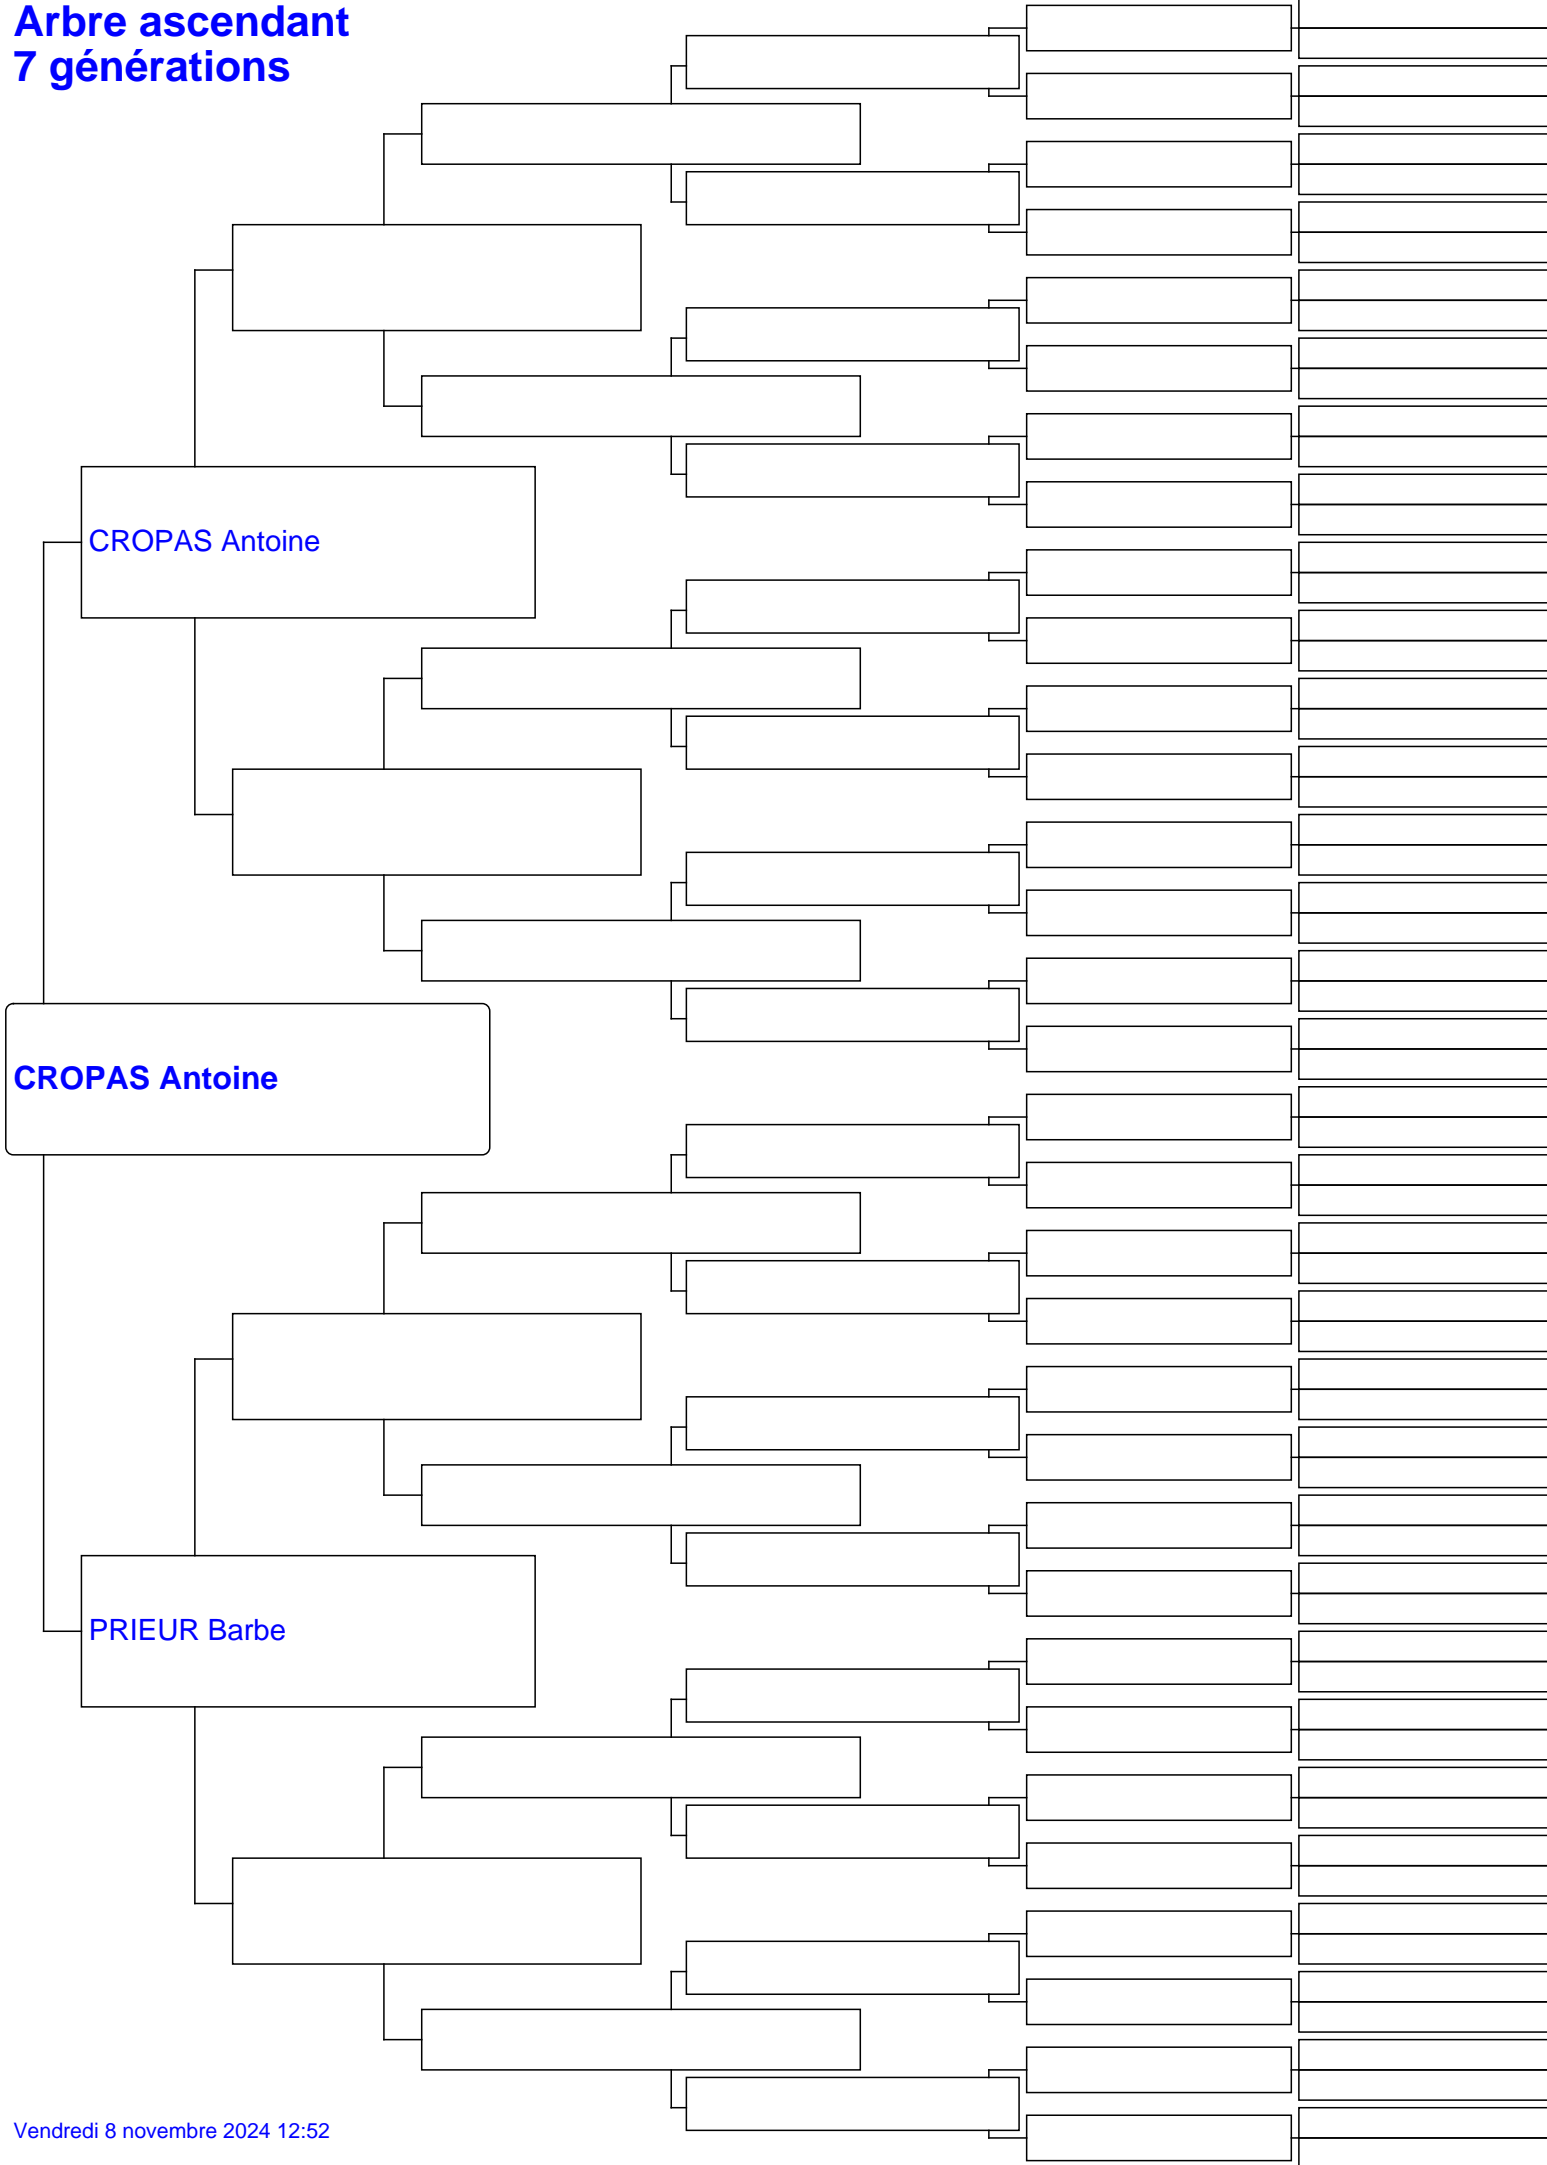 Arbre ascendant
7 générations
CROPAS Antoine
CROPAS Antoine
PRIEUR Barbe
Vendredi 8 novembre 2024 12:52